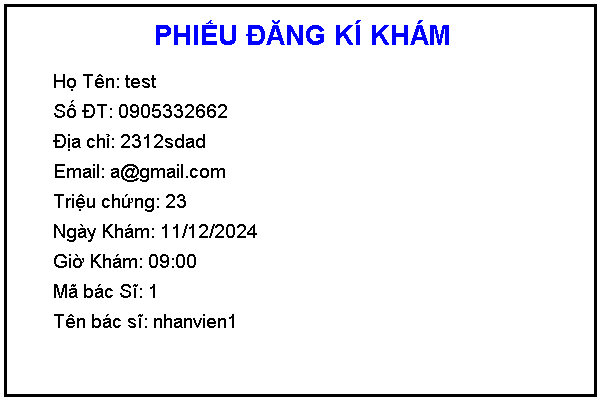 PHIẾU ĐĂNG KÍ KHÁM
Họ Tên: test
Số ĐT: 0905332662
Địa chỉ: 2312sdad
Email: a@gmail.com
Triệu chứng: 23
Ngày Khám: 11/12/2024
Giờ Khám: 09:00
Mã bác Sĩ: 1
Tên bác sĩ: nhanvien1